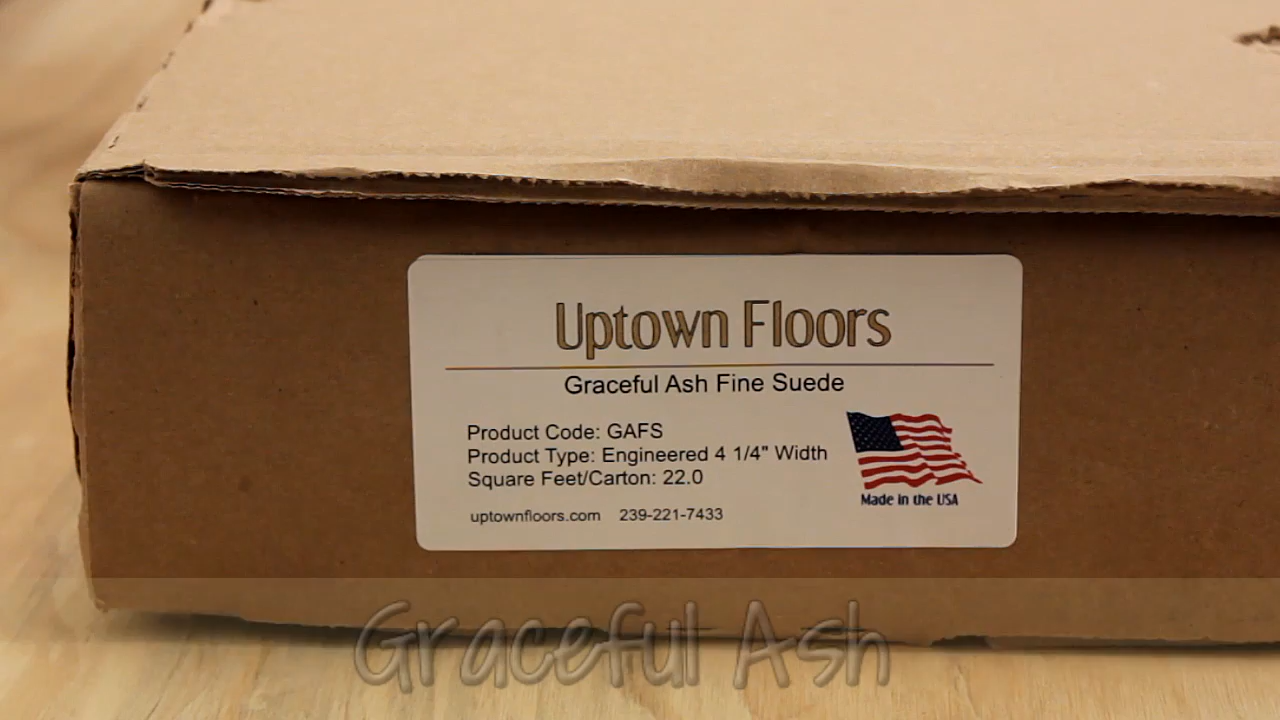 Uptown Floors
Graceful Ash Fine Suede
Product Code: GAFS
Product Type: Engineered 4 1/4" Width
Square Feet/Carton: 22.0
Made in the USA
uptownfloors.com 239-221-7433
Graceful Ash